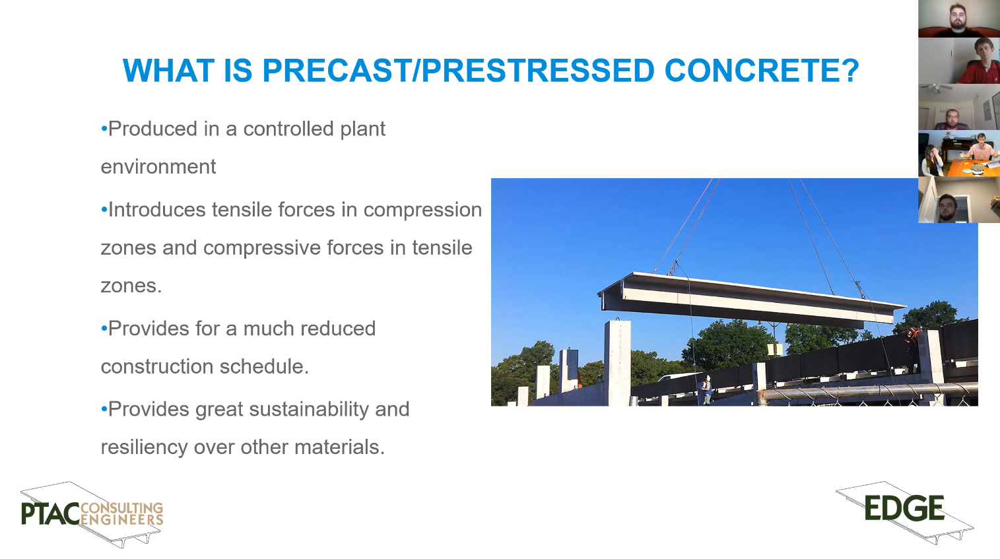 WHAT IS PRECAST/PRESTRESSED CONCRETE?
•Produced in a controlled plant
environment
•Introduces tensile forces in compression
zones and compressive forces in tensile
zones.
•Provides for a much reduced
construction schedule.
•Provides great sustainability and
resiliency over other materials.
PTAC CONSULTING
ENGINEERS
EDGE